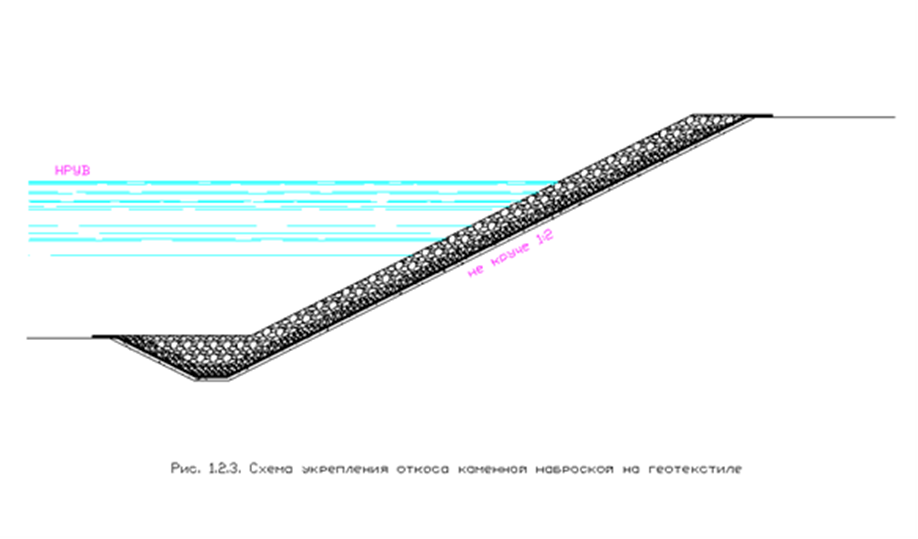 НРУВ
не круче 1:2
Рис. 1.2.3. Схема укрепления откоса каменной наброской на геотекстиле